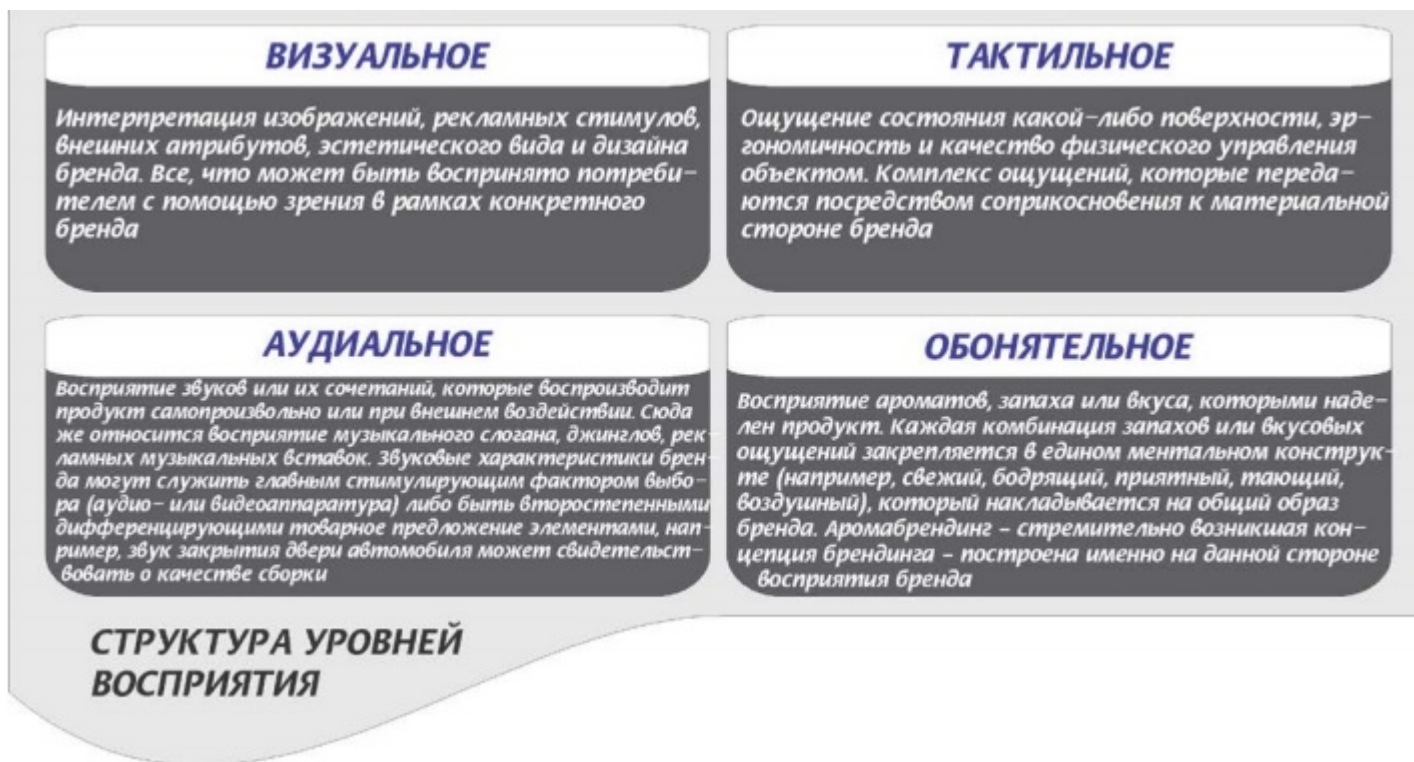 ВИЗУАЛЬНОЕ
Интерпретация изображений, рекламных стимулов,
внешних атрибутов, эстетического вида и дизайна
бренда. Все, что может быть воспринято потреби-
телем с помощью зрения в рамках конкретного
бренда
ТАКТИЛЬНОЕ
Ощущение состояния какой-либо поверхности, эр-
гономичность и качество физического управления
объектом. Комплекс ощущений, которые переда-
ются посредством соприкосновения к материальной
стороне бренда
АУДИАЛЬНОЕ
Восприятие звуков или их сочетаний, которые воспроизводит
продукт самопроизвольно или при внешнем воздействии. Сюда
же относится восприятие музыкального слогана, джинглов, рек-
ламных музыкальных вставок. Звуковые характеристики брен-
да могут служить главным стимулирующим фактором выбо-
ра (аудио- или видеоаппаратура) либо быть второстепенными
дифференцирующими товарное предложение элементами, нап-
ример, звук закрытия двери автомобиля может свидетельст-
вовать о качестве сборки
ОБОНЯТЕЛЬНОЕ
Восприятие ароматов, запаха или вкуса, которыми наде-
лен продукт. Каждая комбинация запахов или вкусовых
ощущений закрепляется в едином ментальном конструк-
те (например, свежий, бодрящий, приятный, тающий,
воздушный), который накладывается на общий образ
бренда. Аромабрендинг – стремительно возникшая кон-
цепция брендинга – построена именно на данной стороне
восприятия бренда
СТРУКТУРА УРОВНЕЙ
ВОСПРИЯТИЯ